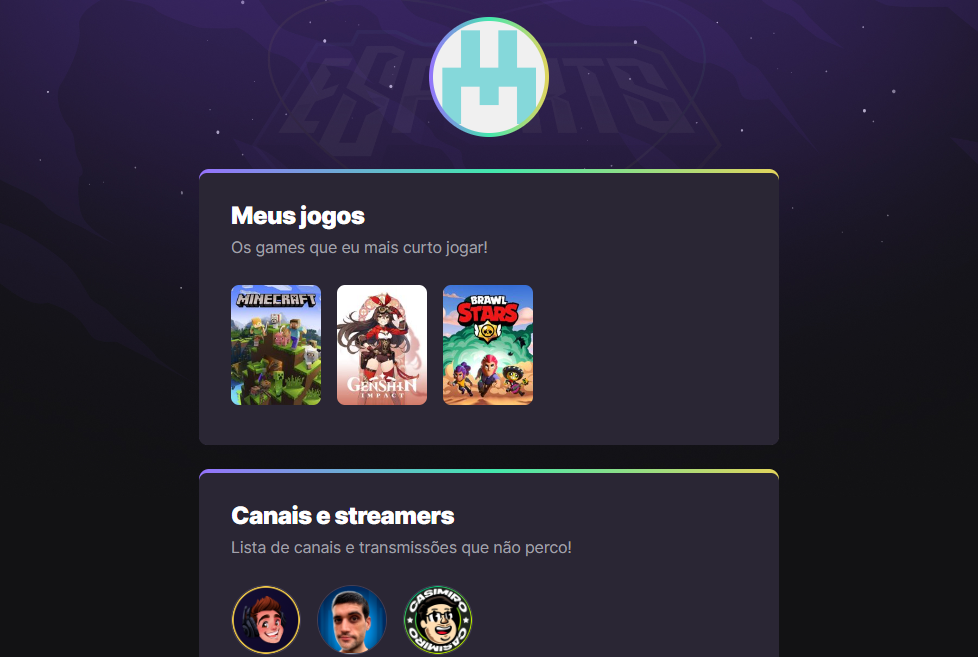 ESPORTS
Meus jogos
Os games que eu mais curto jogar!
MINECRAFT
GENSHIN
IMPACT
BRAWL
STARS
Canais e streamers
Lista de canais e transmissões que não perco!
CASIMIRO
CASIMIRO